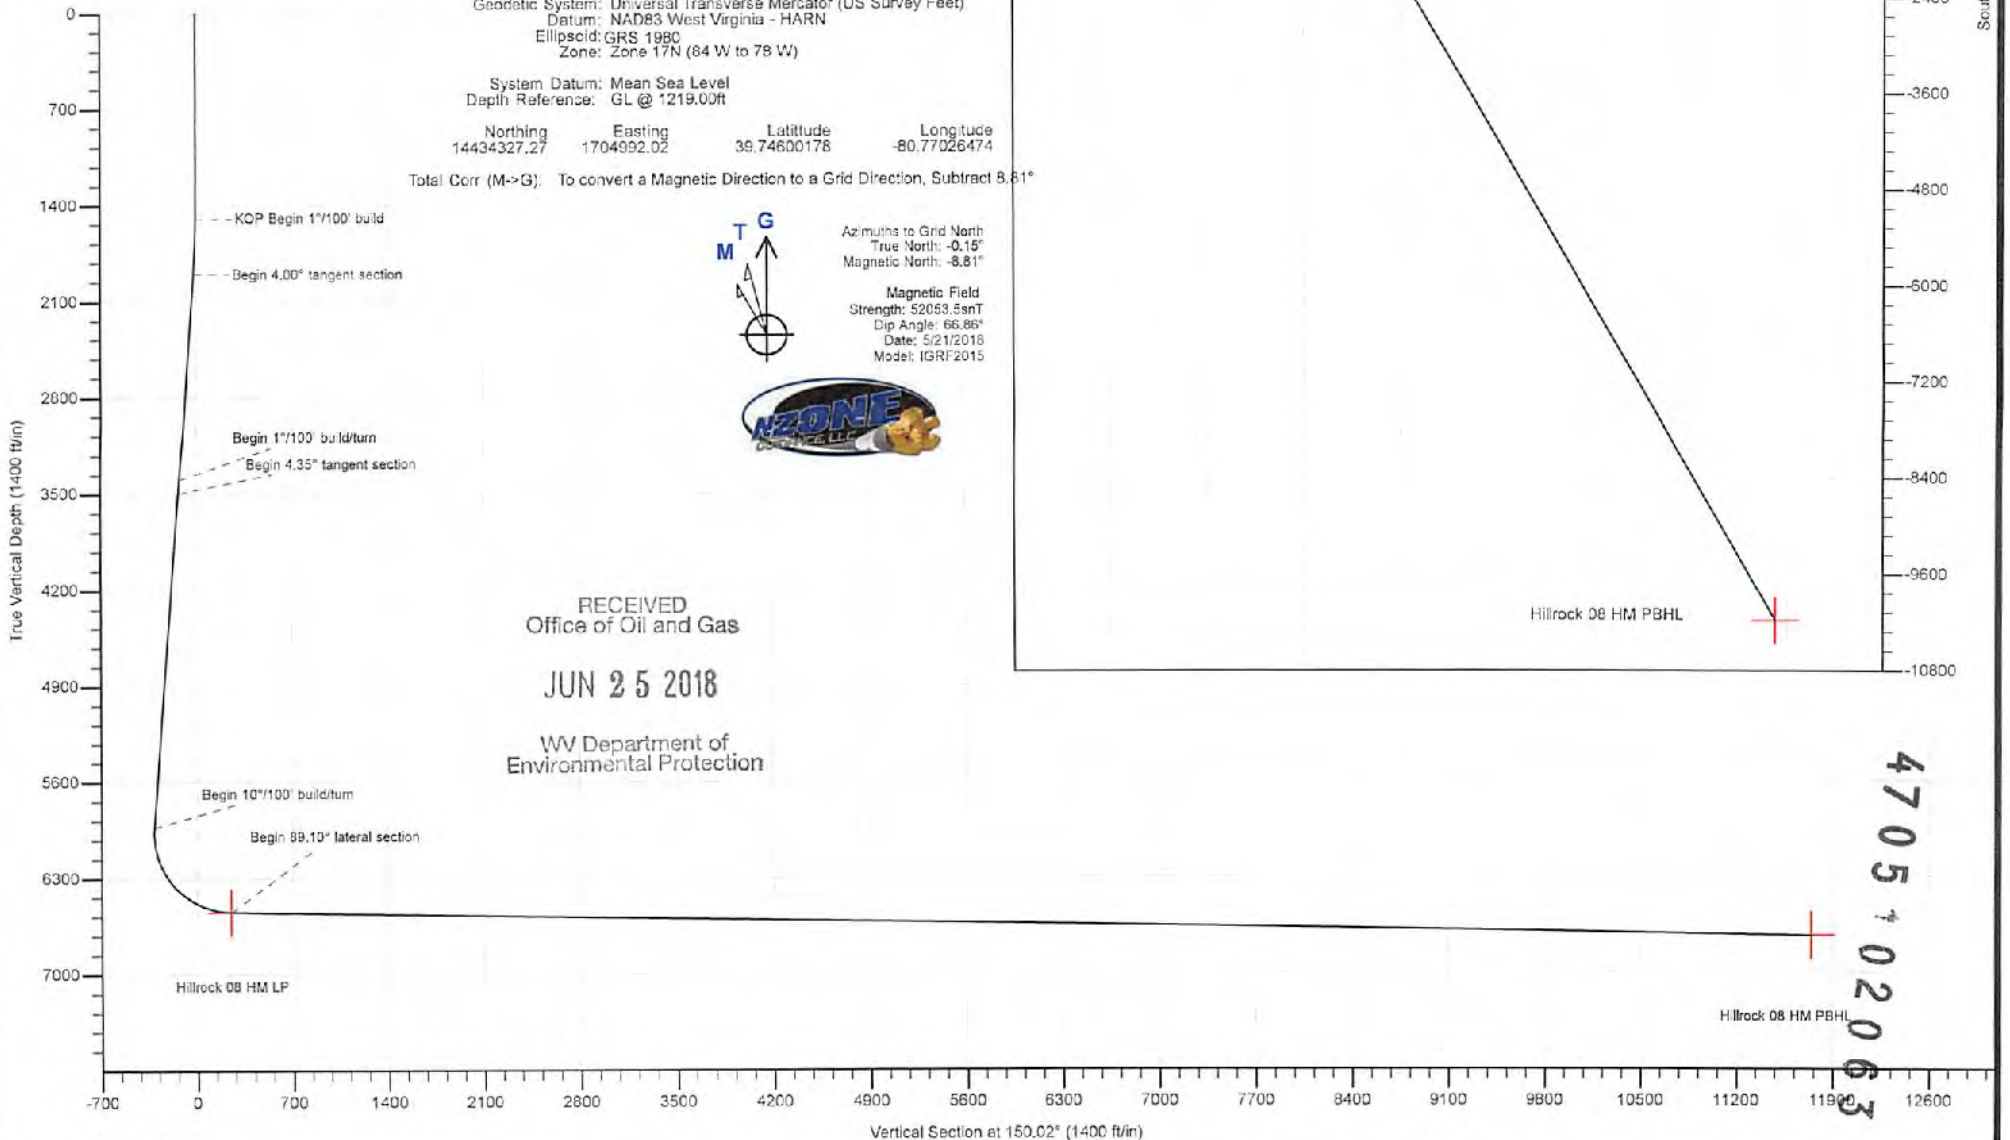 Geodetic System: Universal Transverse Mercator (US Survey Feet)
Datum: NAD83 West Virginia - HARN
Ellipsoid: GRS 1980
Zone: Zone 17N (84 W to 78 W)
System Datum: Mean Sea Level
Depth Reference: GL @ 1219.00ft
Northing Easting Latittude Longitude
14434327.27 1704992.02 39.74600178 -80.77026474
Total Corr (M->G): To convert a Magnetic Direction to a Grid Direction, Subtract 8.81°
M T G
Azimuths to Grid North
True North: -0.15°
Magnetic North: -8.81°
Magnetic Field
Strength: 52053.5snT
Dip Angle: 66.86°
Date: 5/21/2018
Model: IGRF2015
NZONE
GUIDANCE, LLC
KOP Begin 1°/100' build
Begin 4.00° tangent section
Begin 1°/100' build/turn
Begin 4.35° tangent section
Begin 10°/100' build/turn
Begin 89.10° lateral section
Hillrock 08 HM LP
Hillrock 08 HM PBHL
RECEIVED
Office of Oil and Gas
JUN 25 2018
WV Department of
Environmental Protection
True Vertical Depth (1400 ft/in)
0
700
1400
2100
2800
3500
4200
4900
5600
6300
7000
-700 0 700 1400 2100 2800 3500 4200 4900 5600 6300 7000 7700 8400 9100 9800 10500 11200 11900 12600
Vertical Section at 150.02° (1400 ft/in)
Hillrock 08 HM PBHL
-2400
-3600
-4800
-6000
-7200
-8400
-9600
-10800
Sout
4705102063